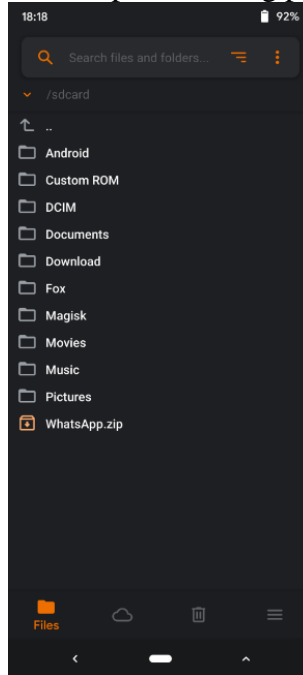 18:18 92%
Search files and folders...
/sdcard
..
Android
Custom ROM
DCIM
Documents
Download
Fox
Magisk
Movies
Music
Pictures
WhatsApp.zip
Files